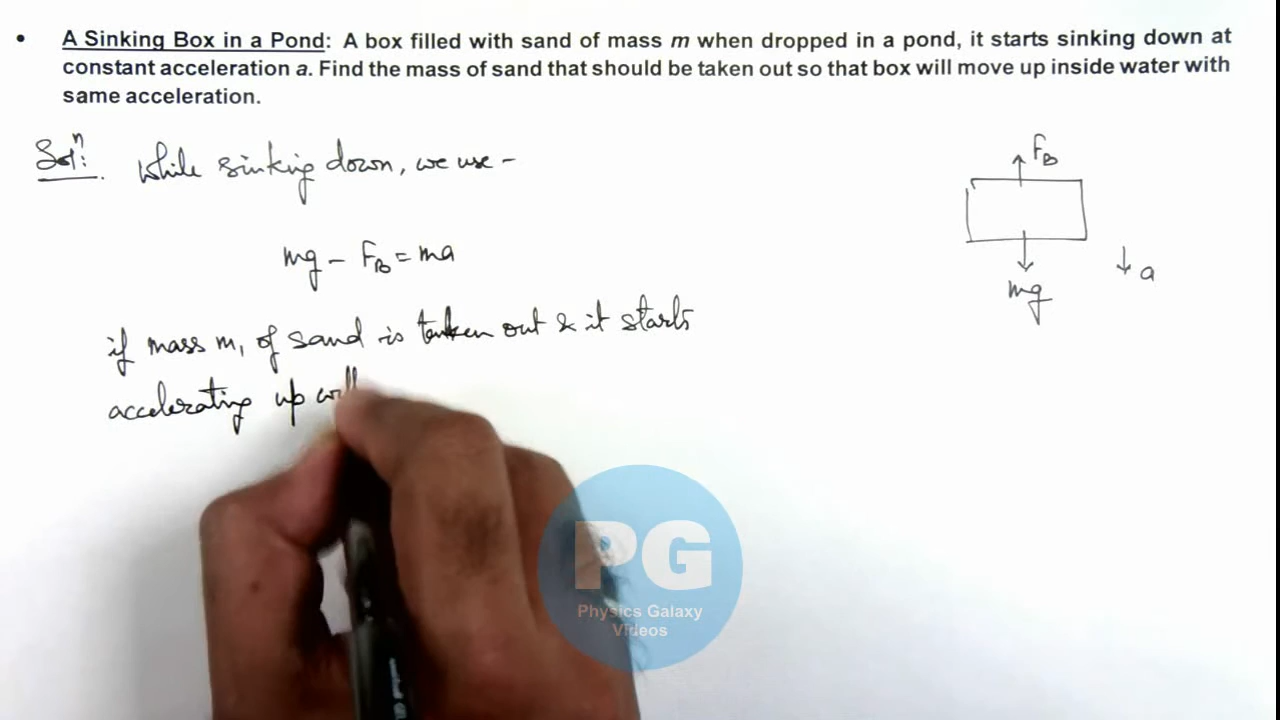 • A Sinking Box in a Pond: A box filled with sand of mass m when dropped in a pond, it starts sinking down at
constant acceleration a. Find the mass of sand that should be taken out so that box will move up inside water with
same acceleration.
Solⁿ: While sinking down, we use -
F_B
mg - F_B = ma
a
mg
if mass m₁ of sand is taken out & it starts
accelerating up
PG
Physics Galaxy
Videos